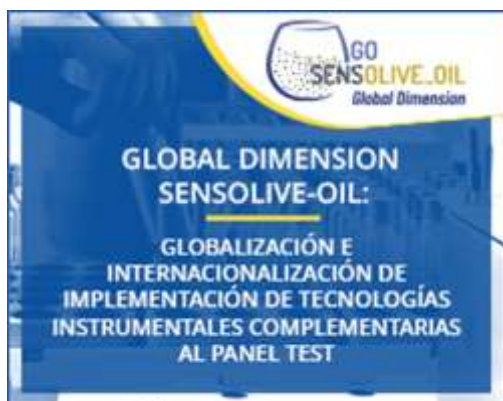 GO
SENSOLIVE_OIL
Global Dimension
GLOBAL DIMENSION
SENSOLIVE-OIL:
GLOBALIZACIÓN E
INTERNACIONALIZACIÓN DE
IMPLEMENTACIÓN DE TECNOLOGÍAS
INSTRUMENTALES COMPLEMENTARIAS
AL PANEL TEST